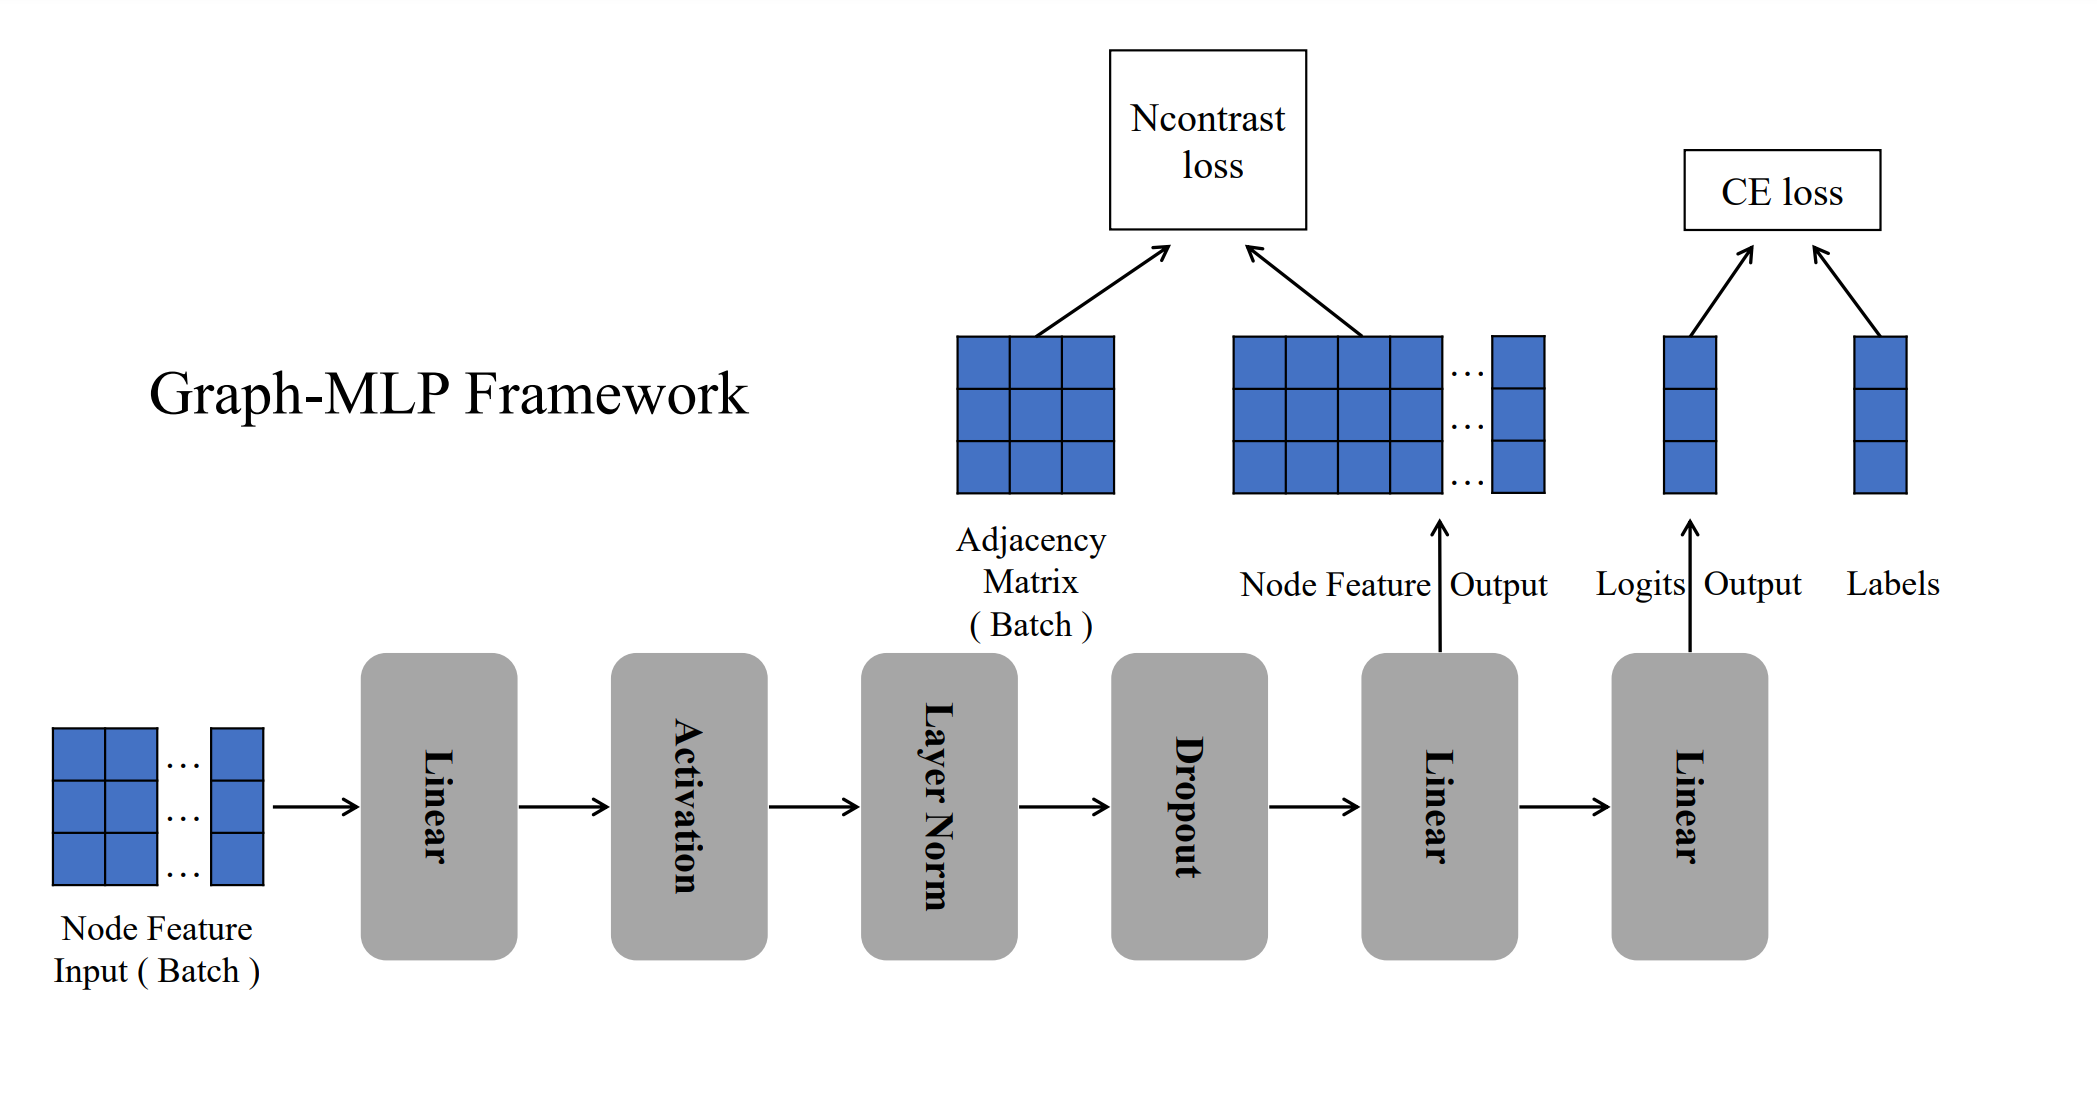 Ncontrast
loss
CE loss
Graph-MLP Framework
...
...
...
Adjacency
Matrix
( Batch )
Node Feature Output
Logits Output
Labels
...
...
...
Linear
Activation
Layer Norm
Dropout
Linear
Linear
Node Feature
Input ( Batch )